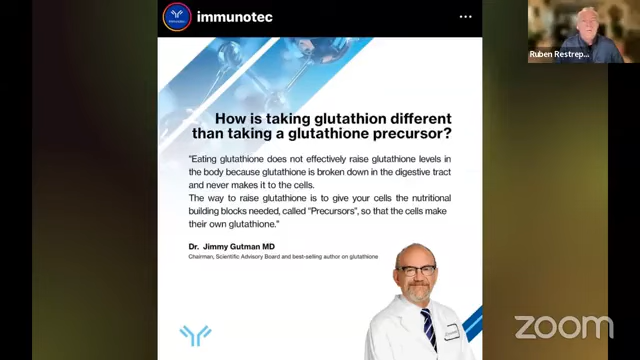 immunotec
Ruben Restrep...
How is taking glutathion different
than taking a glutathione precursor?
"Eating glutathione does not effectively raise glutathione levels in
the body because glutathione is broken down in the digestive tract
and never makes it to the cells.
The way to raise glutathione is to give your cells the nutritional
building blocks needed, called "Precursors", so that the cells make
their own glutathione."
Dr. Jimmy Gutman MD
Chairman, Scientific Advisory Board and best-selling author on glutathione
zoom